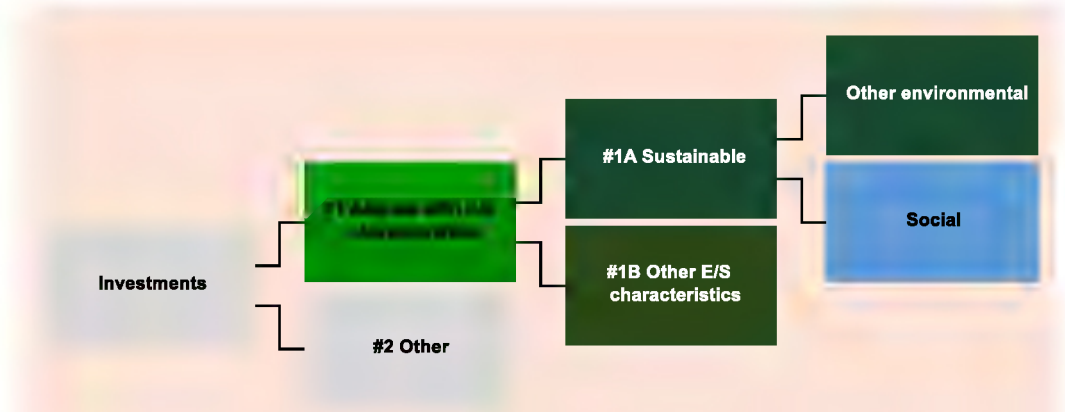 Other environmental
#1A Sustainable
Social
#1B Other E/S
characteristics
Investments
#2 Other